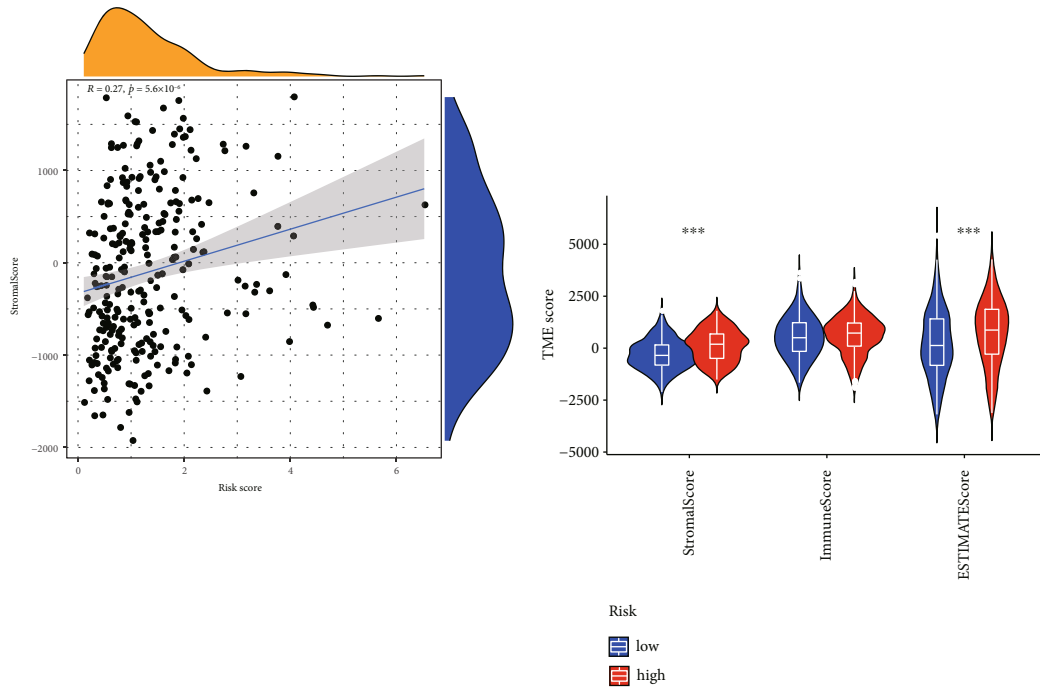 R = 0.27, p = 5.6×10⁻⁶
StromalScore
1000
0
−1000
−2000
0 2 4 6
Risk score
TME score
5000
2500
0
−2500
−5000
*** ***
StromalScore
ImmuneScore
ESTIMATEScore
Risk
low
high